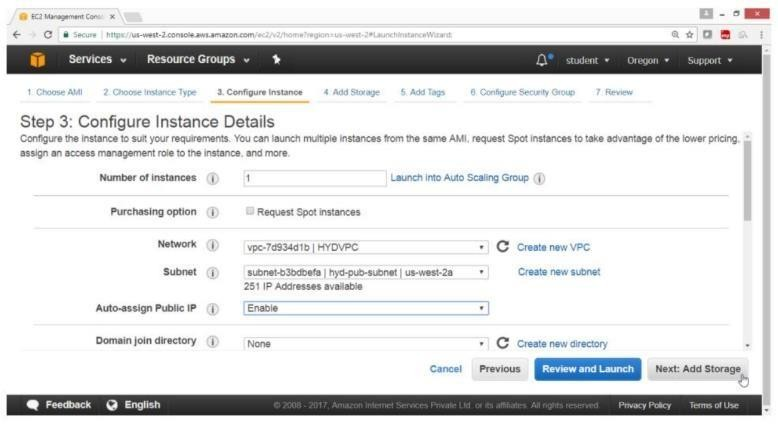 EC2 Management Conso
Secure | https://us-west-2.console.aws.amazon.com/ec2/v2/home?region=us-west-2#LaunchInstanceWizard:
Services Resource Groups student Oregon Support
1. Choose AMI 2. Choose Instance Type 3. Configure Instance 4. Add Storage 5. Add Tags 6. Configure Security Group 7. Review
Step 3: Configure Instance Details
Configure the instance to suit your requirements. You can launch multiple instances from the same AMI, request Spot instances to take advantage of the lower pricing,
assign an access management role to the instance, and more.
Number of instances 1 Launch into Auto Scaling Group
Purchasing option Request Spot instances
Network vpc-7d934d1b | HYDVPC Create new VPC
Subnet subnet-b3bdbefa | hyd-pub-subnet | us-west-2a Create new subnet
251 IP Addresses available
Auto-assign Public IP Enable
Domain join directory None Create new directory
Cancel Previous Review and Launch Next: Add Storage
Feedback English © 2008 - 2017, Amazon Internet Services Private Ltd. or its affiliates. All rights reserved. Privacy Policy Terms of Use